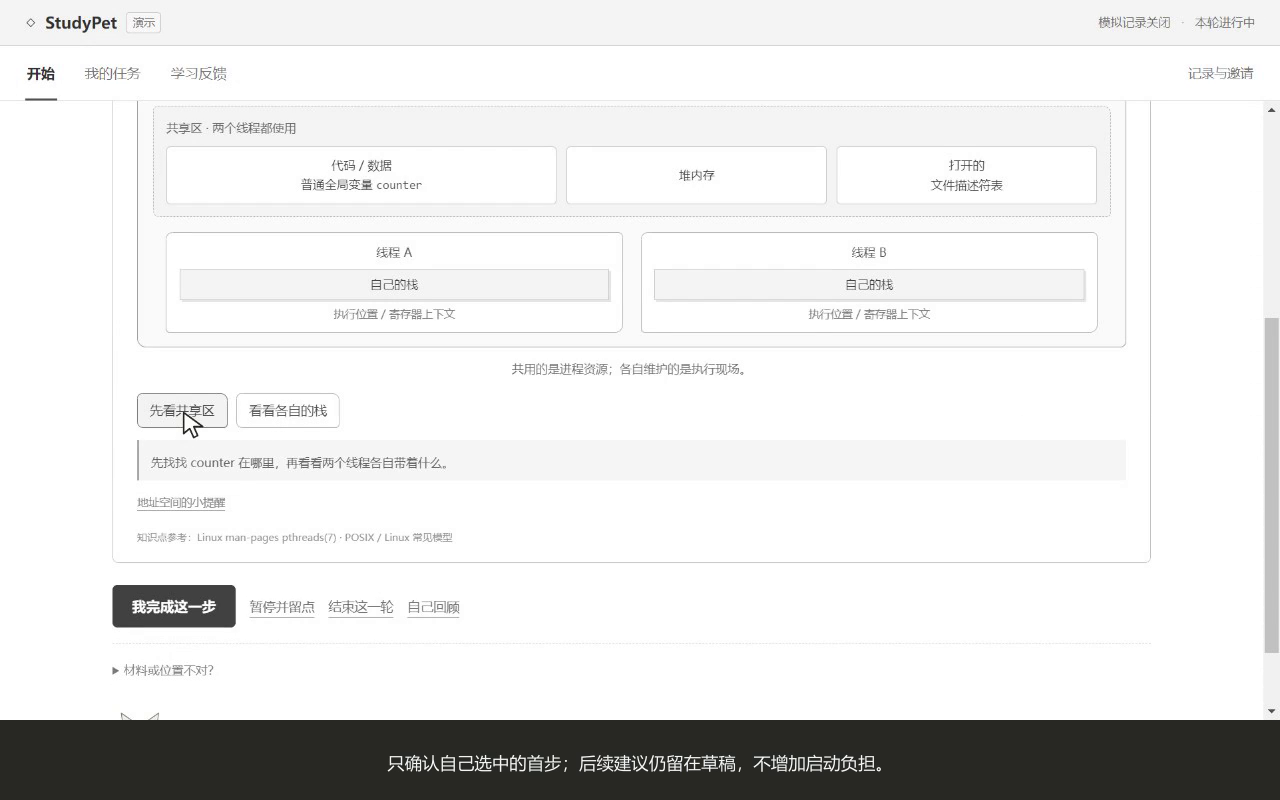 ◇ StudyPet 演示
模拟记录关闭 · 本轮进行中
开始 我的任务 学习反馈
记录与邀请
共享区 · 两个线程都使用
代码 / 数据
普通全局变量 counter
堆内存
打开的
文件描述符表
线程 A
自己的栈
执行位置 / 寄存器上下文
线程 B
自己的栈
执行位置 / 寄存器上下文
共用的是进程资源；各自维护的是执行现场。
先看共享区 看看各自的栈
先找找 counter 在哪里，再看看两个线程各自带着什么。
地址空间的小提醒
知识点参考：Linux man-pages pthreads(7) · POSIX / Linux 常见模型
我完成这一步 暂停并留点 结束这一轮 自己回顾
▶ 材料或位置不对？
只确认自己选中的首步；后续建议仍留在草稿，不增加启动负担。